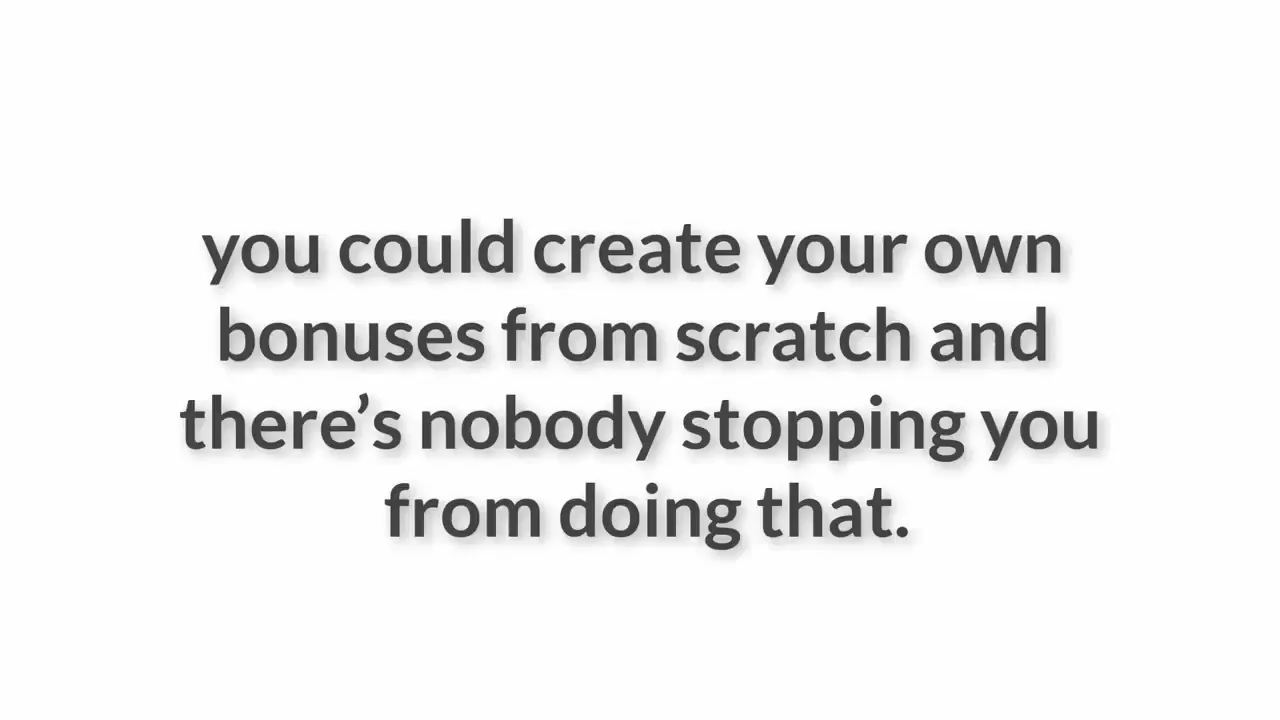 you could create your own
bonuses from scratch and
there’s nobody stopping you
from doing that.